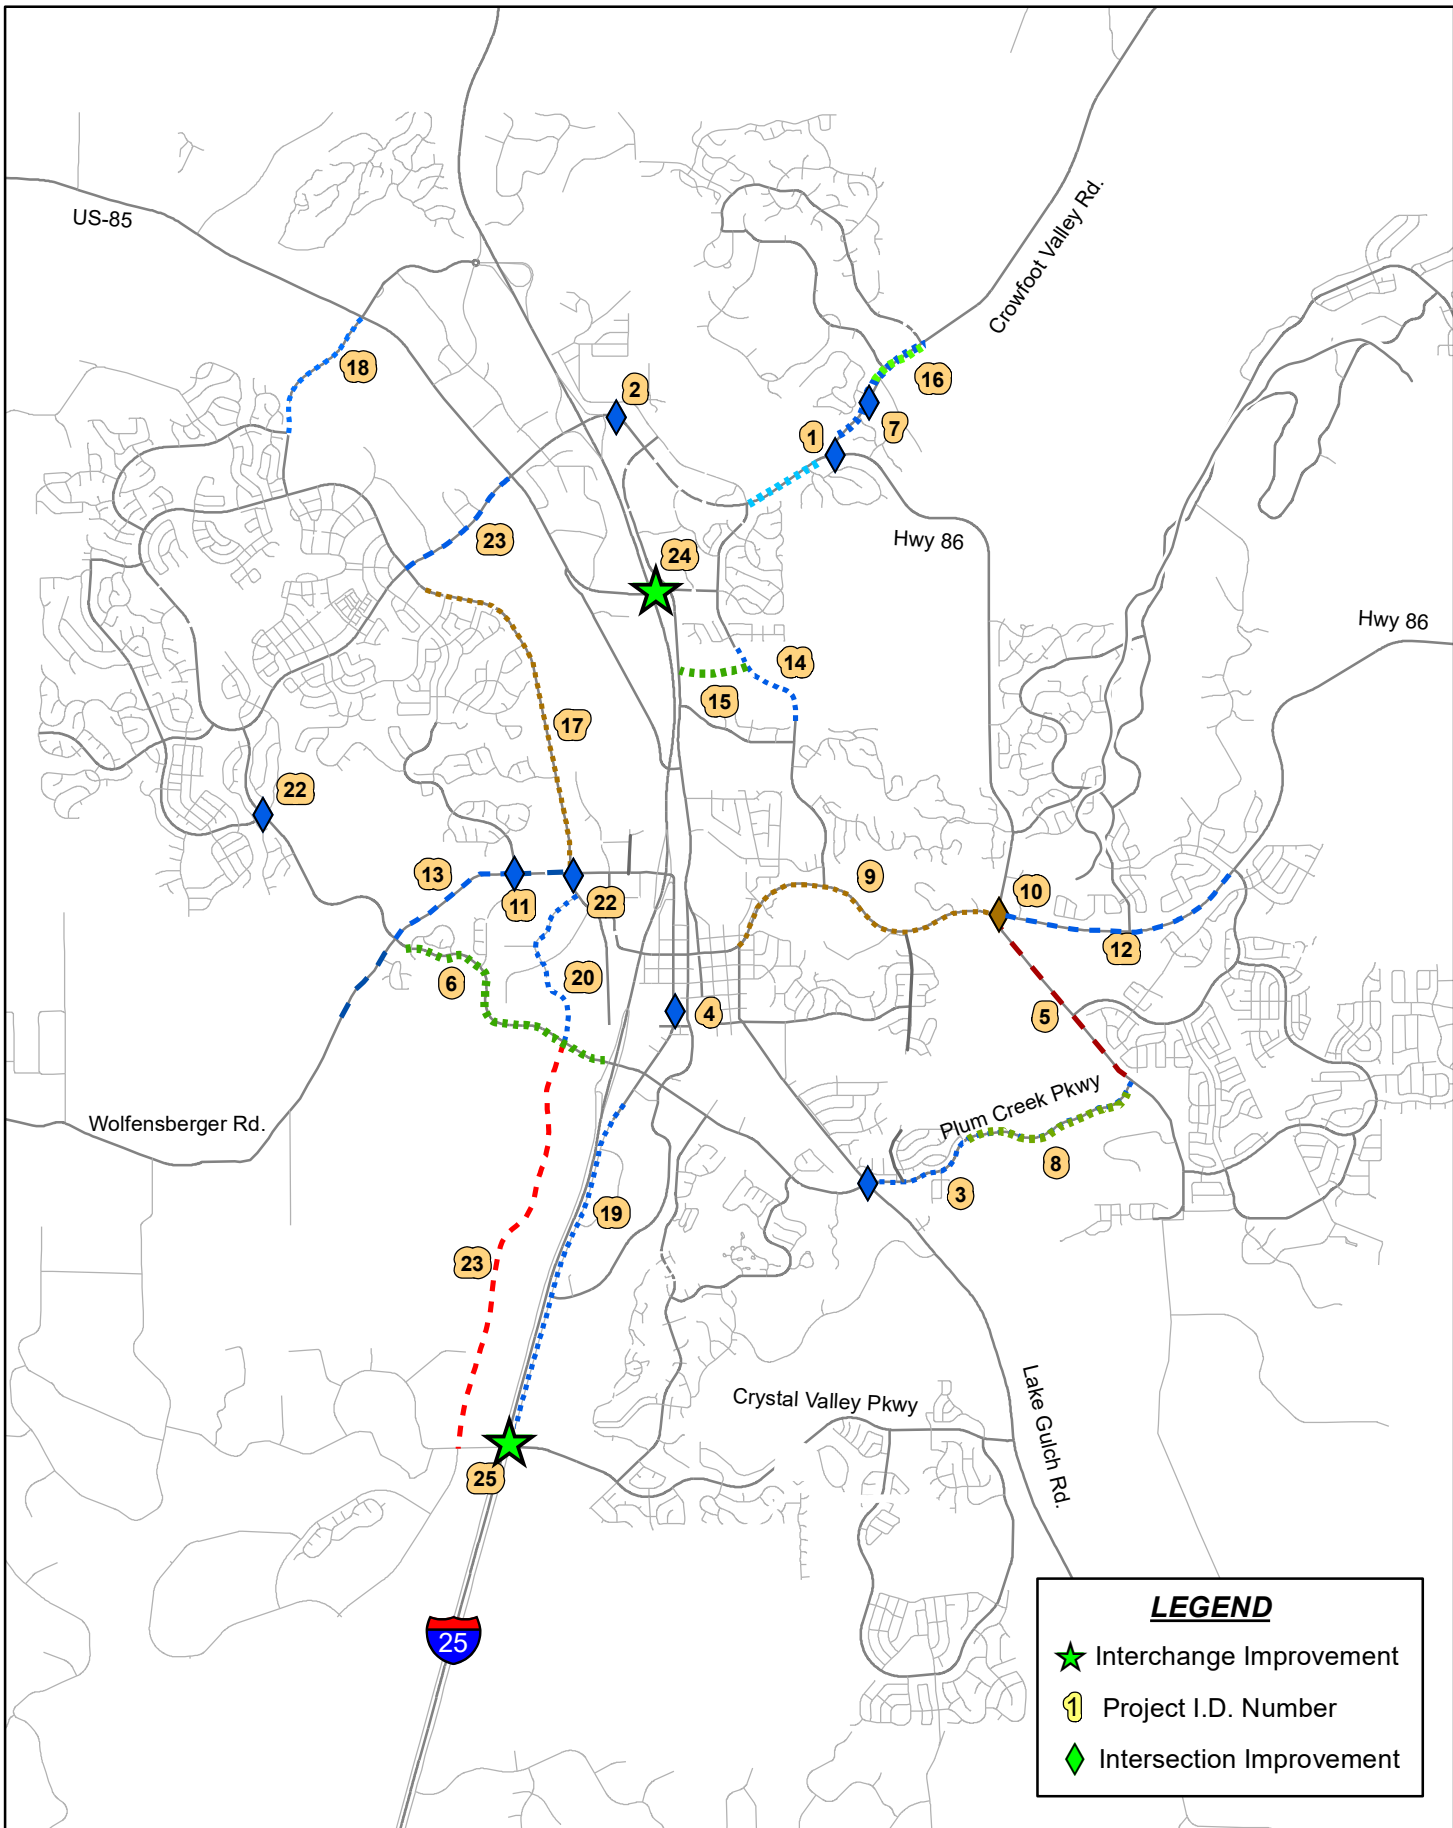 US-85
Crowfoot Valley Rd.
18
2
16
7
1
23
Hwy 86
24
Hwy 86
14
15
17
22
13
11
22
9
10
12
6
20
4
5
Plum Creek Pkwy
Wolfensberger Rd.
8
3
19
23
Crystal Valley Pkwy
Lake Gulch Rd.
25
25
LEGEND
Interchange Improvement
1 Project I.D. Number
Intersection Improvement